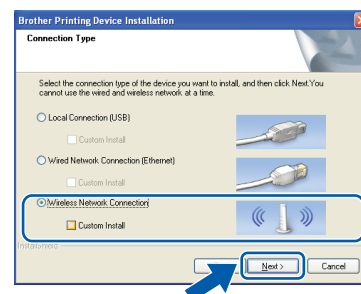 Brother Printing Device Installation
Connection Type
Select the connection type of the device you want to install, and then click Next.You
cannot use the wired and wireless network at a time.
Local Connection (USB)
Custom Install
Wired Network Connection (Ethernet)
Custom Install
Wireless Network Connection
Custom Install
InstallShield
Next >
Cancel